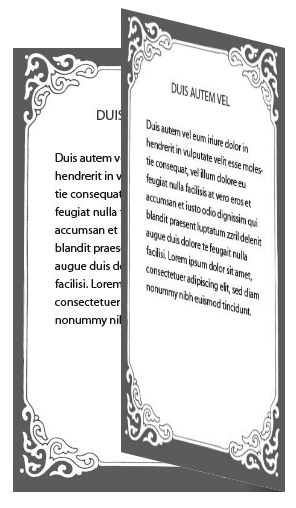 DUIS
Duis autem v
hendrerit in v
tie consequat
feugiat nulla
accumsan et
blandit praes
augue duis d
facilisi. Lorem
consectetuer
nonummy ni
DUIS AUTEM VEL
Duis autem vel eum iriure dolor in
hendrerit in vulputate velit esse moles-
tie consequat, vel illum dolore eu
feugiat nulla facilisis at vero eros et
accumsan et iusto odio dignissim qui
blandit praesent luptatum zzril delenit
augue duis dolore te feugait nulla
facilisi. Lorem ipsum dolor sit amet,
consectetuer adipiscing elit, sed diam
nonummy nibh euismod tincidunt.